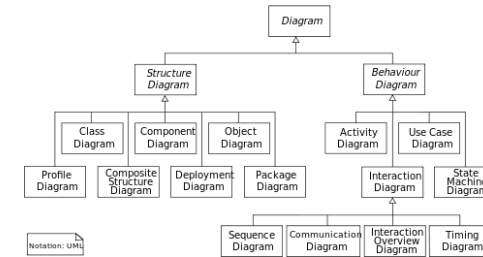 Diagram
Structure
Diagram
Behaviour
Diagram
Class
Diagram
Component
Diagram
Object
Diagram
Activity
Diagram
Use Case
Diagram
Profile
Diagram
Composite
Structure
Diagram
Deployment
Diagram
Package
Diagram
Interaction
Diagram
State
Machine
Diagram
Sequence
Diagram
Communication
Diagram
Interaction
Overview
Diagram
Timing
Diagram
Notation: UML